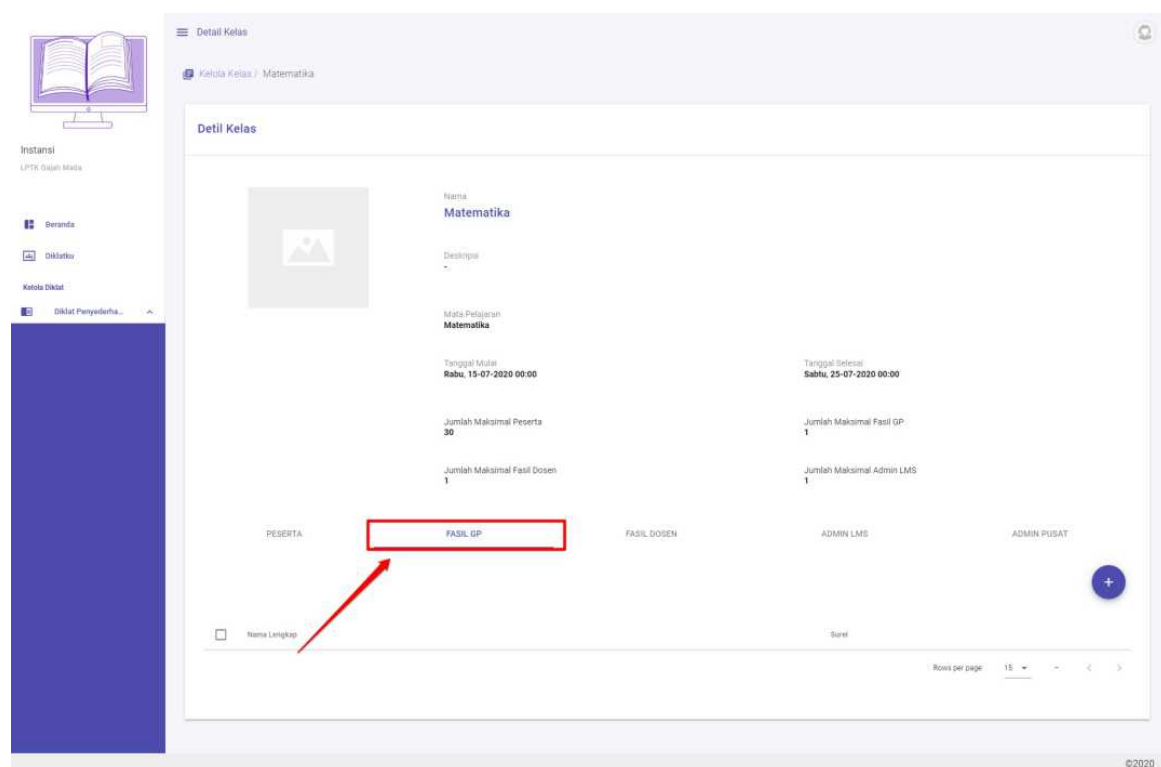 Detail Kelas
Kelola Kelas / Matematika
Detil Kelas
Instansi
LPTK Gajah Mada
Beranda
Diklatku
Kelola Diklat
Diklat Penyederha...
Nama
Matematika
Deskripsi
-.
Mata Pelajaran
Matematika
Tanggal Mulai
Rabu, 15-07-2020 00:00
Tanggal Selesai
Sabtu, 25-07-2020 00:00
Jumlah Maksimal Peserta
30
Jumlah Maksimal Fasil GP
1
Jumlah Maksimal Fasil Dosen
1
Jumlah Maksimal Admin LMS
1
PESERTA FASIL GP FASIL DOSEN ADMIN LMS ADMIN PUSAT
+
Nama Lengkap Surel
Rows per page 15 - < >
©2020